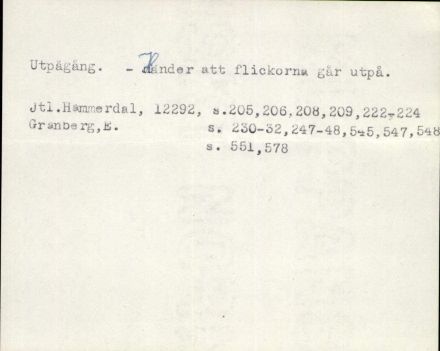 Utpågång. - Händer att flickorna går utpå.
Jtl.Hammerdal, 12292, s.205,206,208,209,222-224
Granberg,E. s. 230-32,247-48,545,547,548
s. 551,578